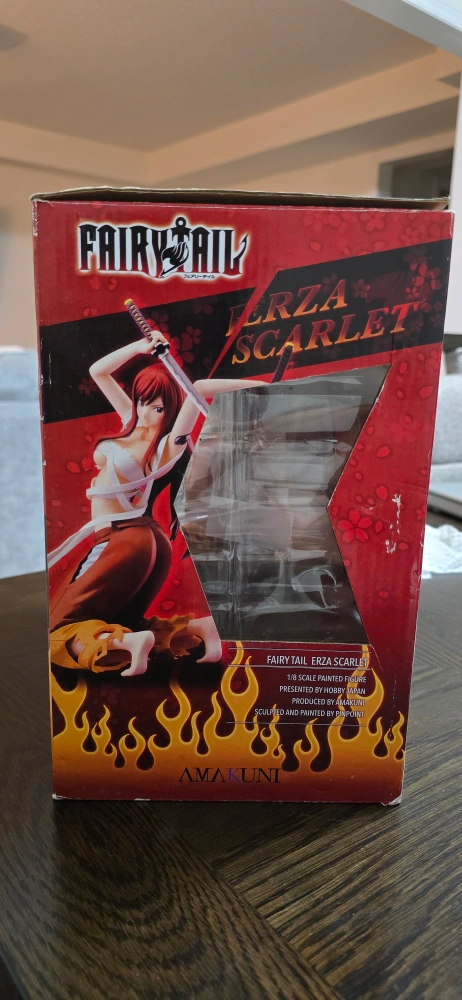 FAIRY TAIL
フェアリーテイル
ERZA
SCARLET
FAIRY TAIL ERZA SCARLET
1/8 SCALE PAINTED FIGURE
PRESENTED BY HOBBY JAPAN
PRODUCED BY AMAKUNI
SCULPTED AND PAINTED BY PINPOINT
AMAKUNI